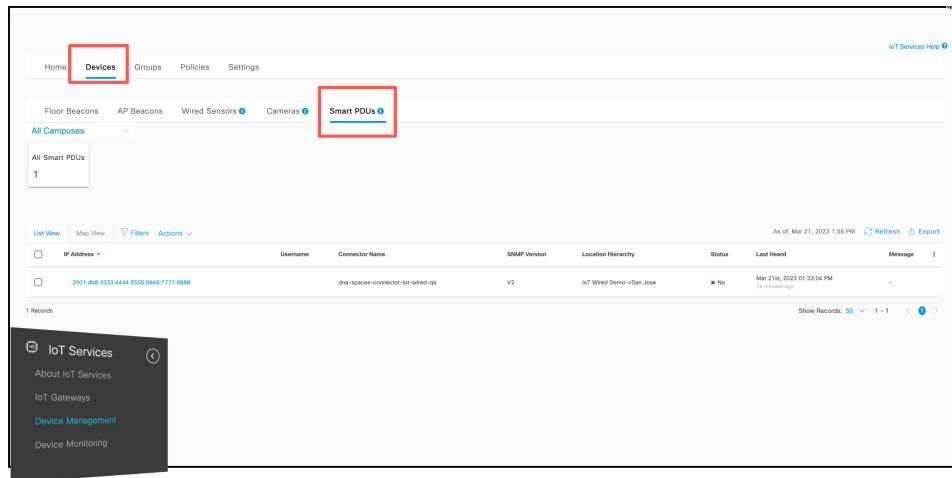 IoT Services Help
Home Devices Groups Policies Settings
Floor Beacons AP Beacons Wired Sensors Cameras Smart PDUs
All Campuses
All Smart PDUs
1
List View Map View Filters Actions As of: Mar 21, 2023 1:56 PM Refresh Export
IP Address Username Connector Name SNMP Version Location Hierarchy Status Last Heard Message
2001:db8:3333:4444:5555:6666:7777:8888 dna-spaces-connector-iot-wired-qa V2 IoT Wired Demo->San Jose No Mar 21st, 2023 01:33:04 PM -
24 minutes ago
1 Records Show Records: 50 1 - 1 < 1 >
IoT Services
About IoT Services
IoT Gateways
Device Management
Device Monitoring